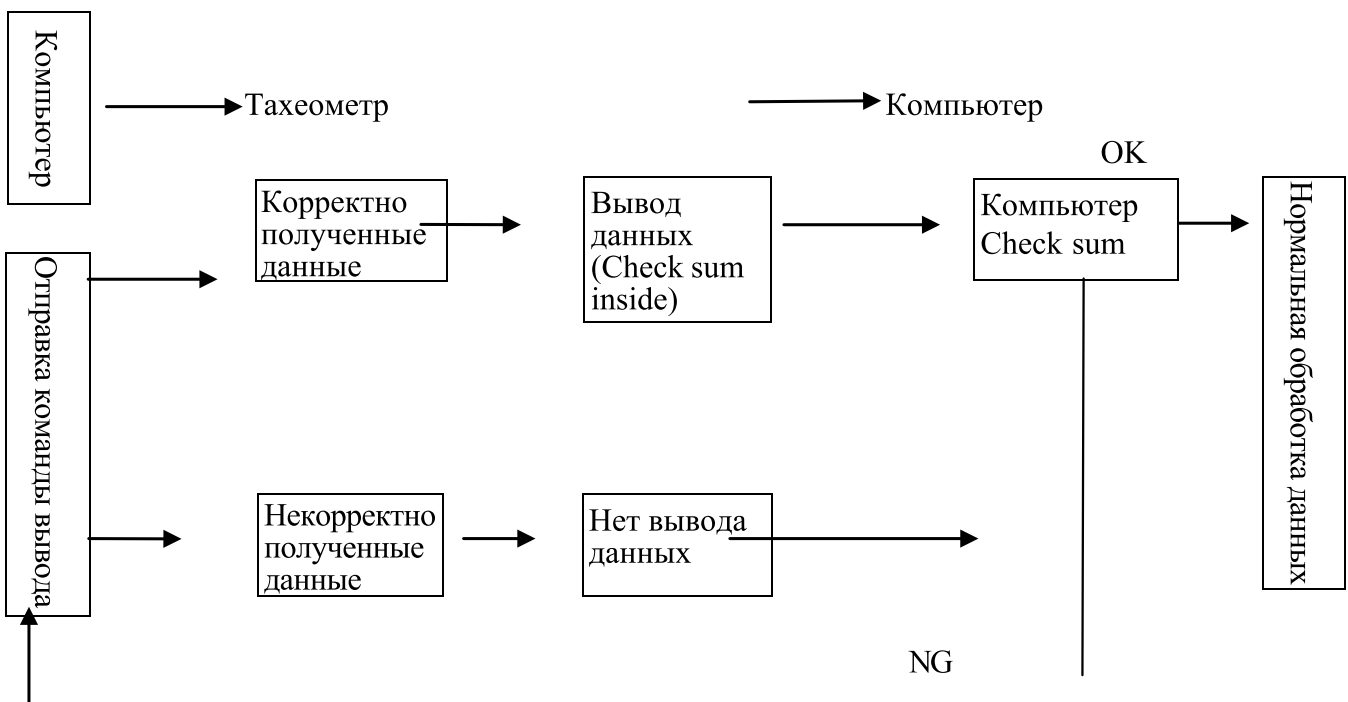 Компьютер
Тахеометр
Компьютер
OK
Отправка команды вывода
Корректно
полученные
данные
Вывод
данных
(Check sum
inside)
Компьютер
Check sum
Нормальная обработка данных
Некорректно
полученные
данные
Нет вывода
данных
NG